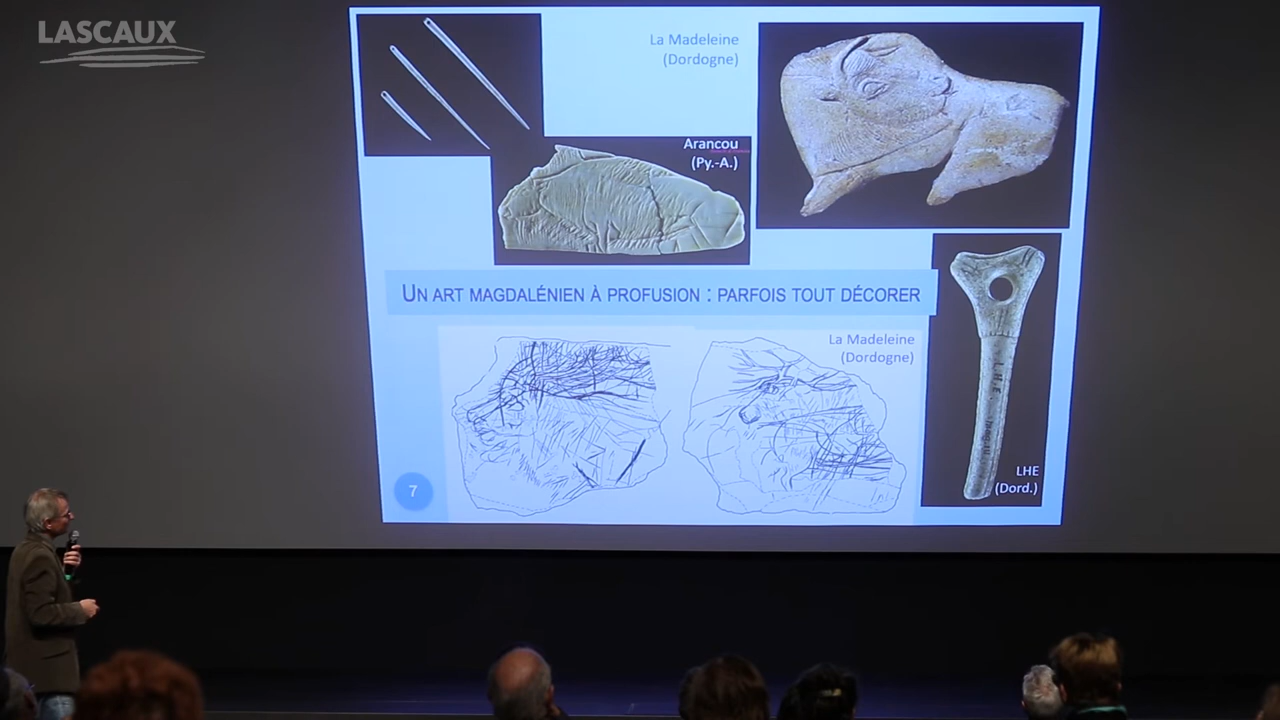 LASCAUX
La Madeleine
(Dordogne)
Arancou
(Py.-A.)
UN ART MAGDALÉNIEN À PROFUSION : PARFOIS TOUT DÉCORER
La Madeleine
(Dordogne)
L.H.E.
LHE
(Dord.)
7